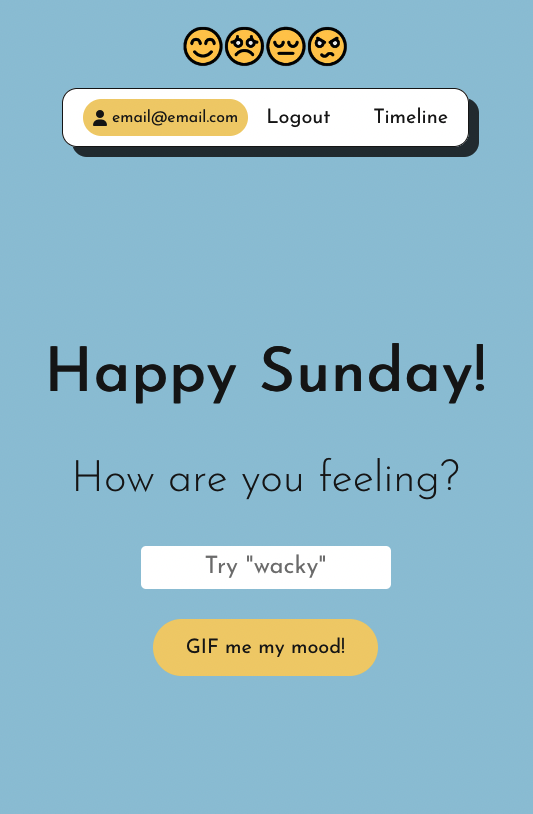 email@email.com Logout Timeline
Happy Sunday!
How are you feeling?
Try "wacky"
GIF me my mood!